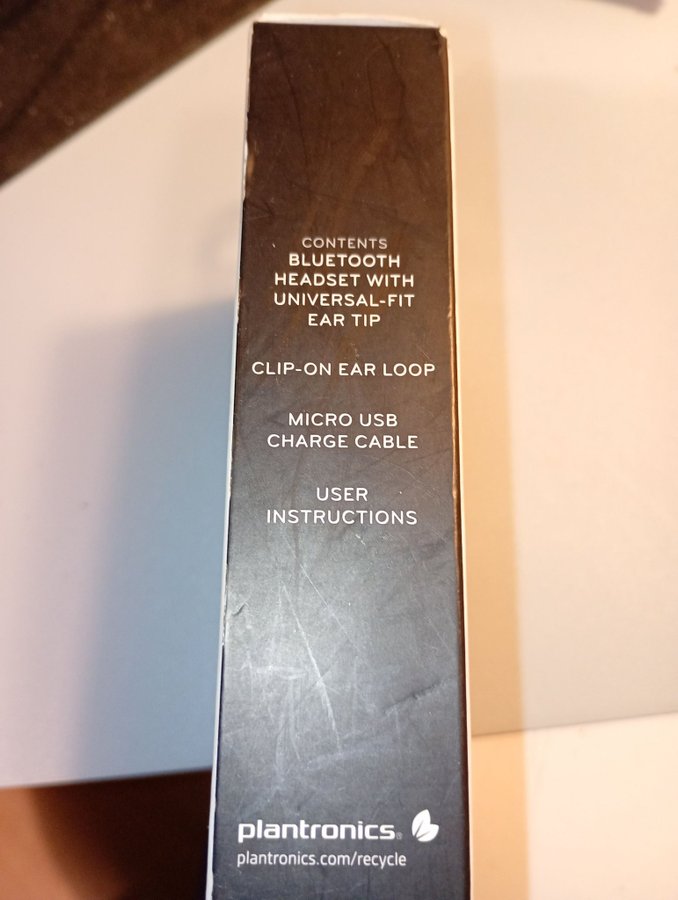 CONTENTS
BLUETOOTH
HEADSET WITH
UNIVERSAL-FIT
EAR TIP
CLIP-ON EAR LOOP
MICRO USB
CHARGE CABLE
USER
INSTRUCTIONS
plantronics®
plantronics.com/recycle